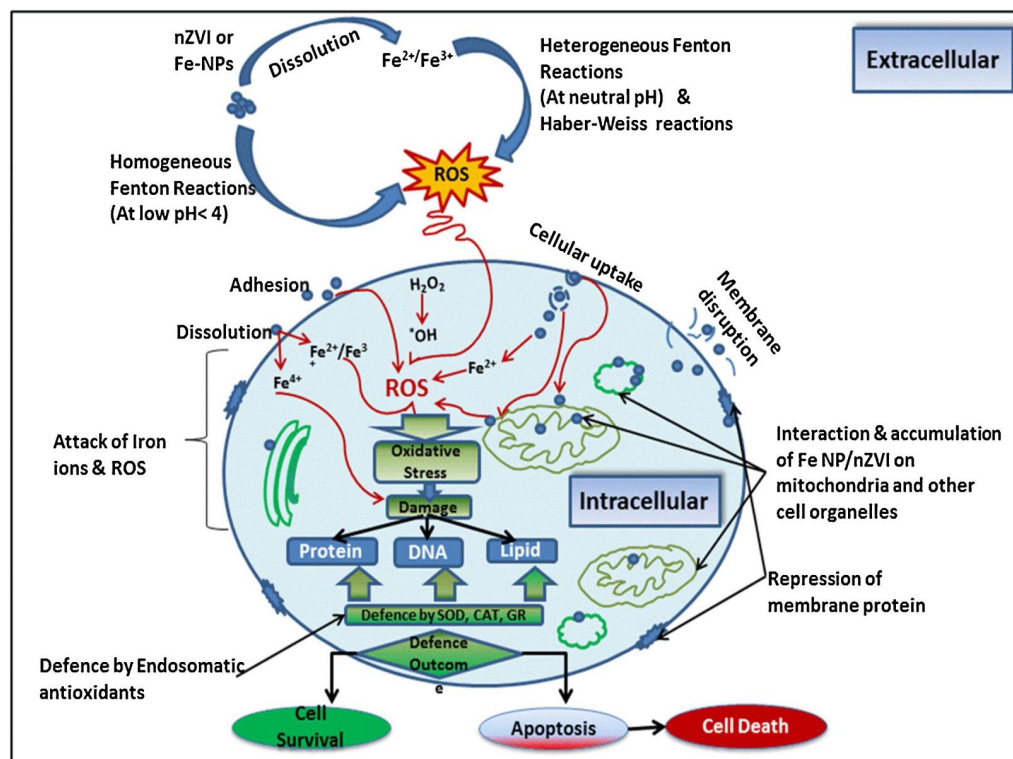 nZVI or
Fe-NPs
Dissolution
Fe2+/Fe3+
Heterogeneous Fenton
Reactions
(At neutral pH) &
Haber-Weiss reactions
Extracellular
Homogeneous
Fenton Reactions
(At low pH< 4)
ROS
Cellular uptake
Adhesion
H2O2
Membrane
disruption
Dissolution
•OH
Fe2+/Fe3
+
Fe2+
Fe4+
ROS
Attack of Iron
ions & ROS
Oxidative
Stress
Interaction & accumulation
of Fe NP/nZVI on
mitochondria and other
cell organelles
Intracellular
Damage
Protein
DNA
Lipid
Repression of
membrane protein
Defence by SOD, CAT, GR
Defence by Endosomatic
antioxidants
Defence
Outcom
e
Cell
Survival
Apoptosis
Cell Death